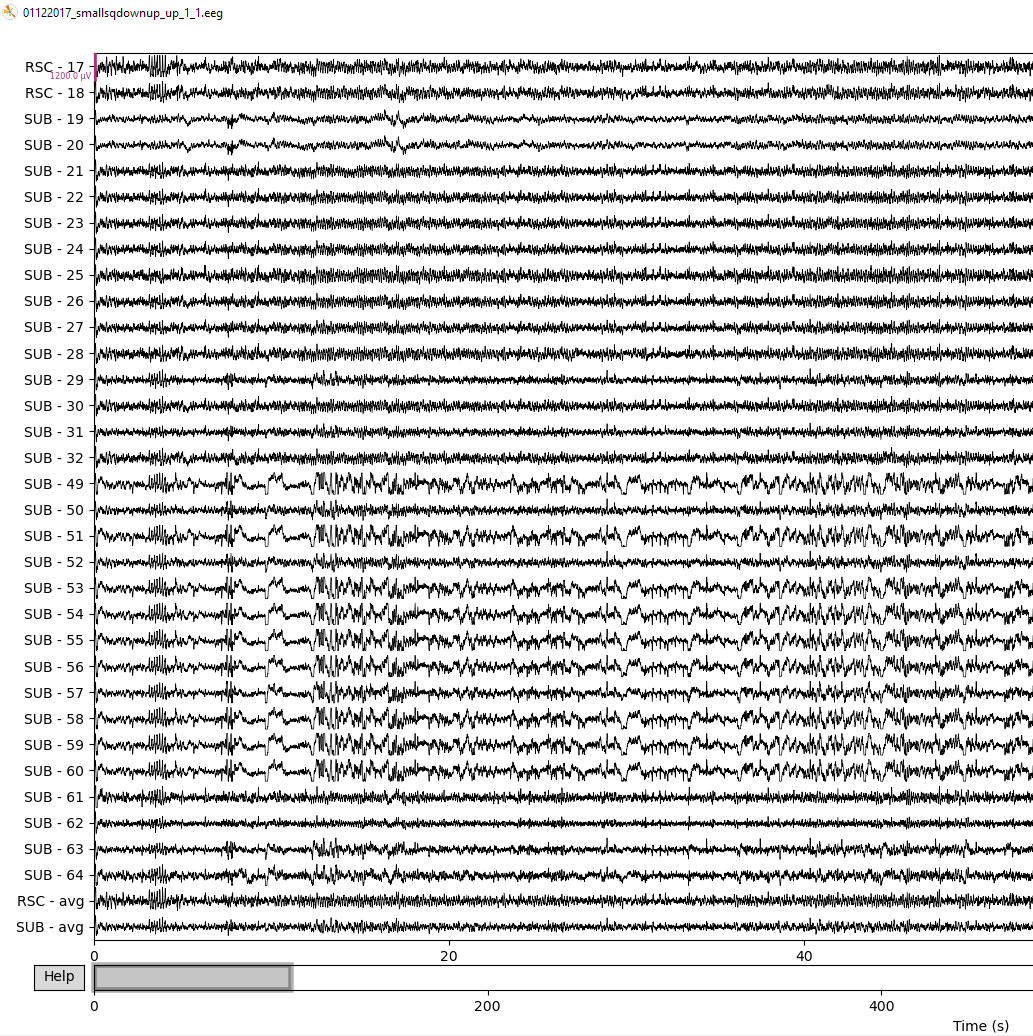 01122017_smallsqdownup_up_1_1.eeg
RSC - 17
1200.0 µV
RSC - 18
SUB - 19
SUB - 20
SUB - 21
SUB - 22
SUB - 23
SUB - 24
SUB - 25
SUB - 26
SUB - 27
SUB - 28
SUB - 29
SUB - 30
SUB - 31
SUB - 32
SUB - 49
SUB - 50
SUB - 51
SUB - 52
SUB - 53
SUB - 54
SUB - 55
SUB - 56
SUB - 57
SUB - 58
SUB - 59
SUB - 60
SUB - 61
SUB - 62
SUB - 63
SUB - 64
RSC - avg
SUB - avg
0 20 40
Help
0 200 400
Time (s)